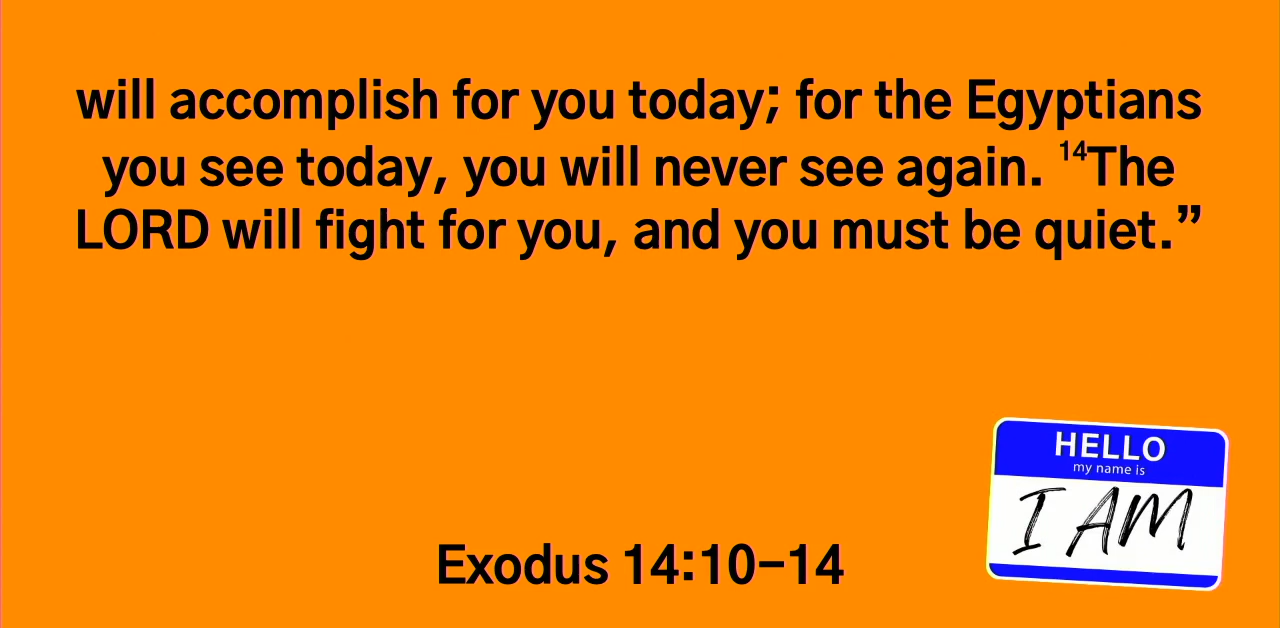 will accomplish for you today; for the Egyptians
you see today, you will never see again. ¹⁴The
LORD will fight for you, and you must be quiet.”
HELLO
my name is
I AM
Exodus 14:10-14